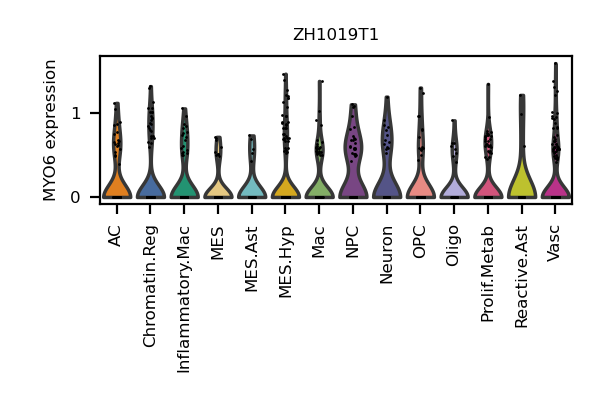 ZH1019T1
MYO6 expression
1
0
AC
Chromatin.Reg
Inflammatory.Mac
MES
MES.Ast
MES.Hyp
Mac
NPC
Neuron
OPC
Oligo
Prolif.Metab
Reactive.Ast
Vasc